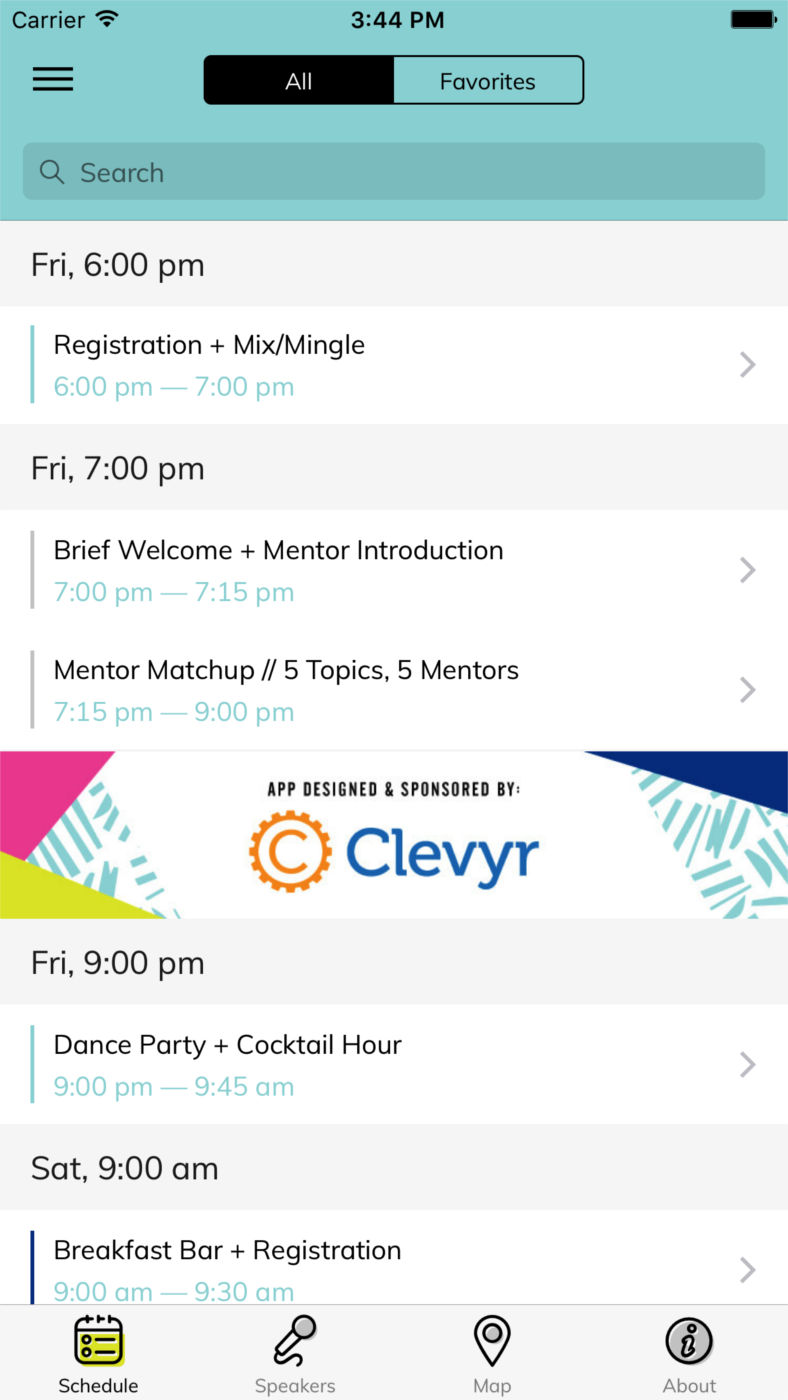 Carrier 3:44 PM
All Favorites
Search
Fri, 6:00 pm
Registration + Mix/Mingle
6:00 pm — 7:00 pm
Fri, 7:00 pm
Brief Welcome + Mentor Introduction
7:00 pm — 7:15 pm
Mentor Matchup // 5 Topics, 5 Mentors
7:15 pm — 9:00 pm
APP DESIGNED & SPONSORED BY:
C Clevyr
Fri, 9:00 pm
Dance Party + Cocktail Hour
9:00 pm — 9:45 am
Sat, 9:00 am
Breakfast Bar + Registration
9:00 am — 9:30 am
Schedule Speakers Map About